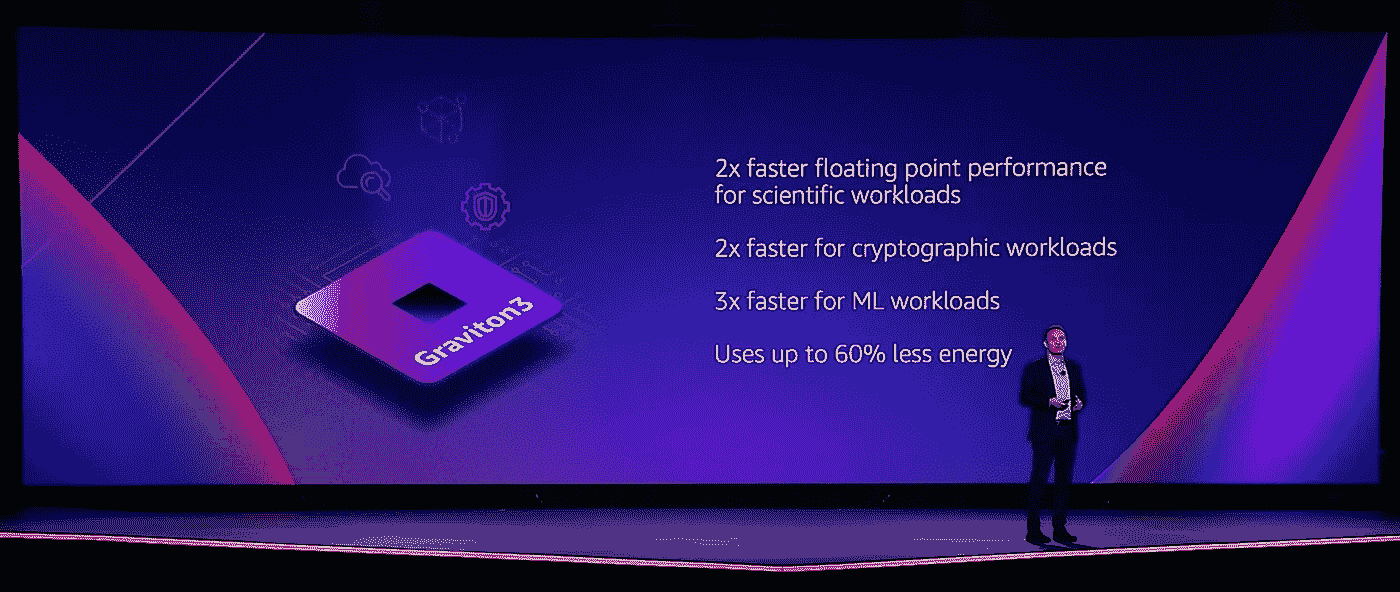 2x faster floating point performance
for scientific workloads
2x faster for cryptographic workloads
3x faster for ML workloads
Uses up to 60% less energy
Graviton3